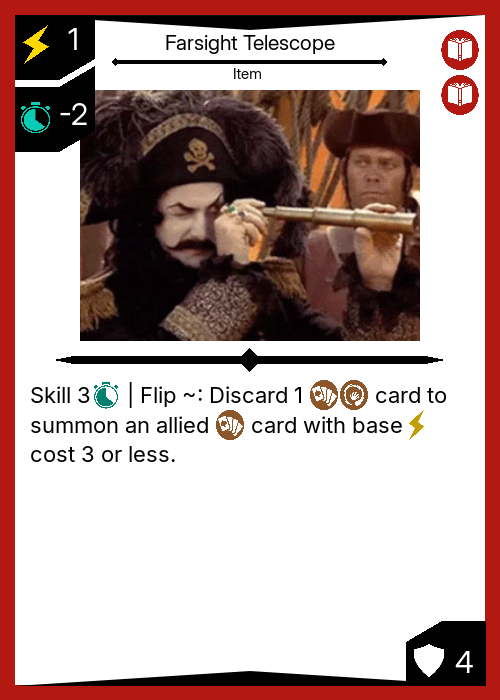 1
Farsight Telescope
Item
-2
Skill 3 | Flip ~: Discard 1 card to
summon an allied card with base
cost 3 or less.
4